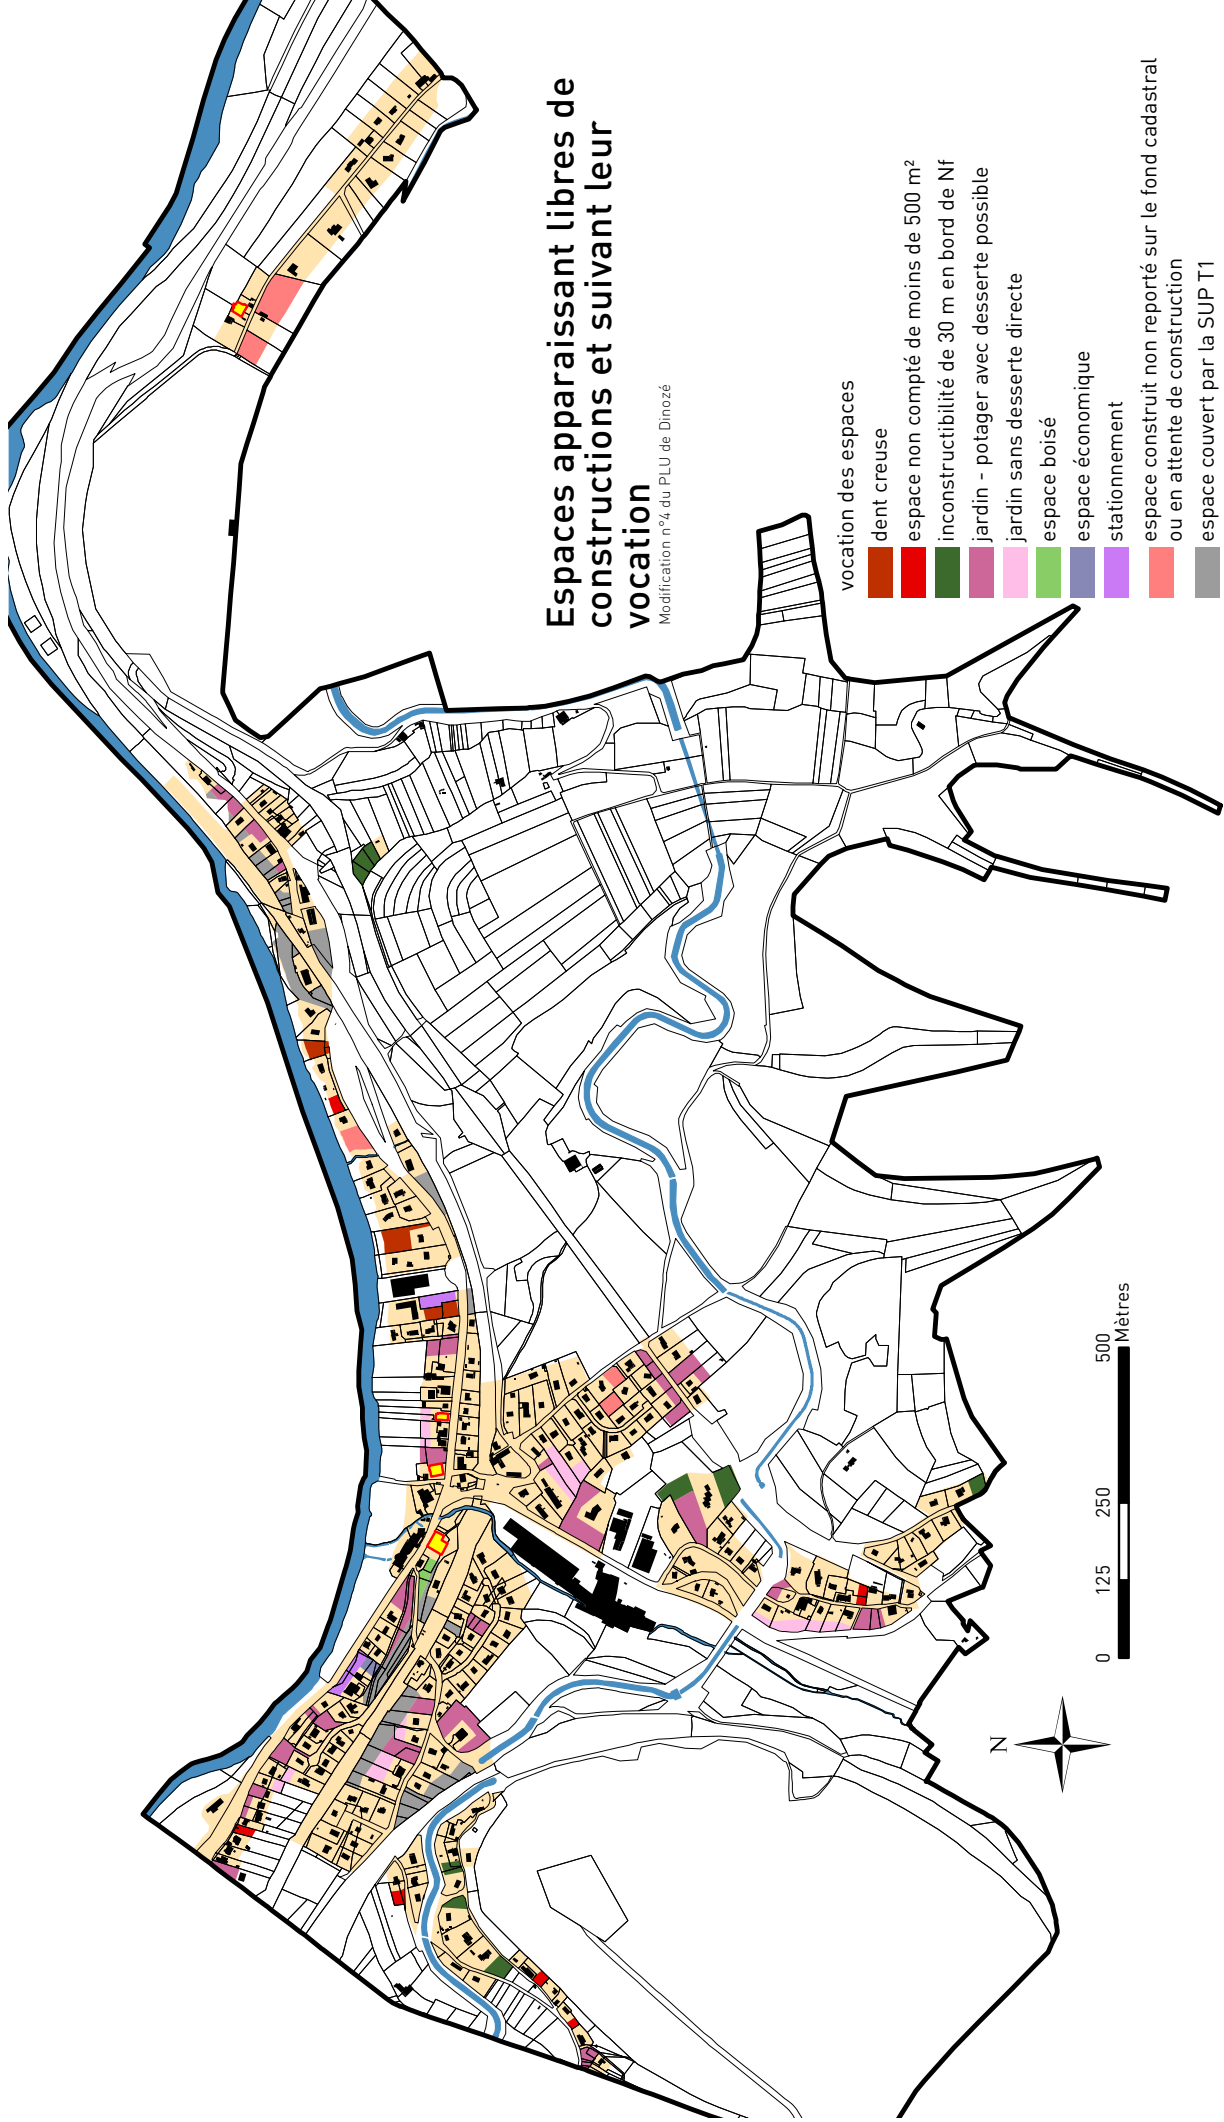 Espaces apparaissant libres de
constructions et suivant leur
vocation
Modification n°4 du PLU de Dinozé
vocation des espaces
dent creuse
espace non compté de moins de 500 m²
inconstructibilité de 30 m en bord de Nf
jardin - potager avec desserte possible
jardin sans desserte directe
espace boisé
espace économique
stationnement
espace construit non reporté sur le fond cadastral
ou en attente de construction
espace couvert par la SUP T1
0 125 250 500
Mètres
N